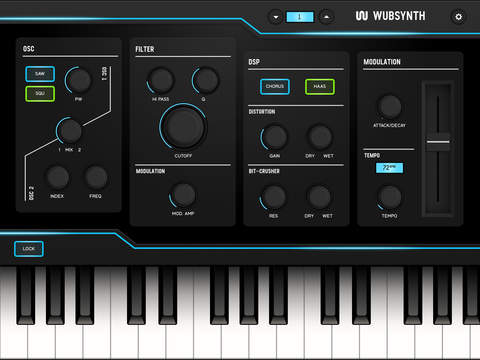 1
WUBSYNTH
OSC
SAW
SQU
PW
OSC 1
1 MIX 2
OSC 2
INDEX
FREQ
FILTER
HI PASS
Q
CUTOFF
MODULATION
MOD. AMP
DSP
CHORUS
HAAS
DISTORTION
GAIN
DRY WET
BIT-CRUSHER
RES
DRY WET
MODULATION
ATTACK/DECAY
TEMPO
72 BPM
TEMPO
LOCK